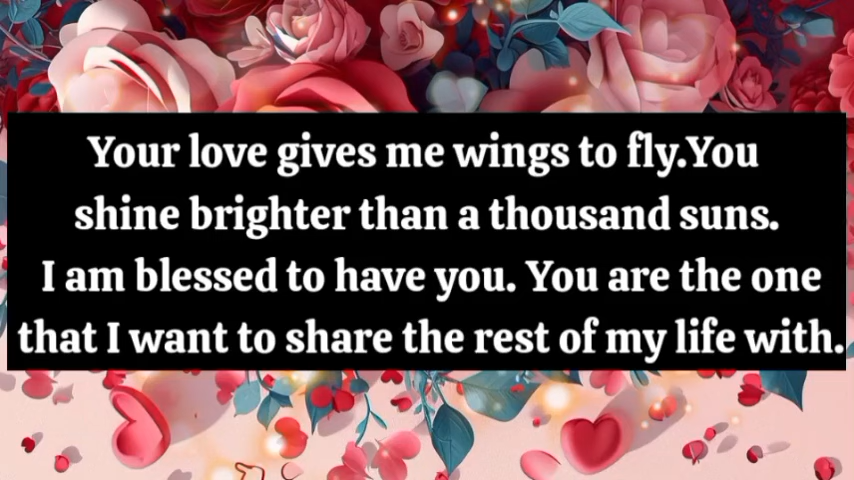 Your love gives me wings to fly.You
shine brighter than a thousand suns.
I am blessed to have you. You are the one
that I want to share the rest of my life with.